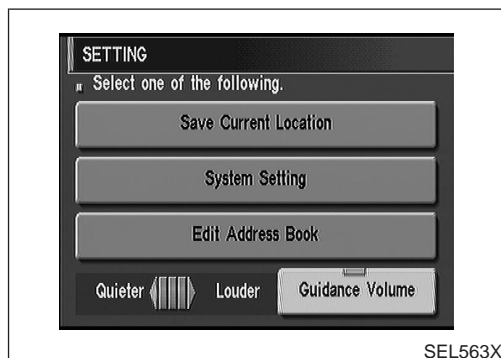 SETTING
Select one of the following.
Save Current Location
System Setting
Edit Address Book
Quieter Louder Guidance Volume
SEL563X